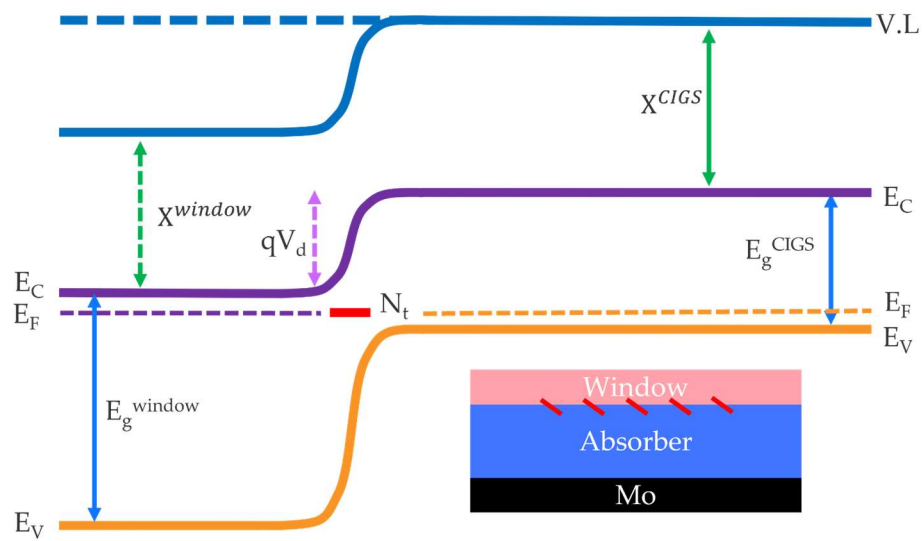 V.L
X^CIGS
X^window
E_C
qV_d
E_g^CIGS
E_C
E_F
N_t
E_F
E_V
E_g^window
Window
Absorber
Mo
E_V